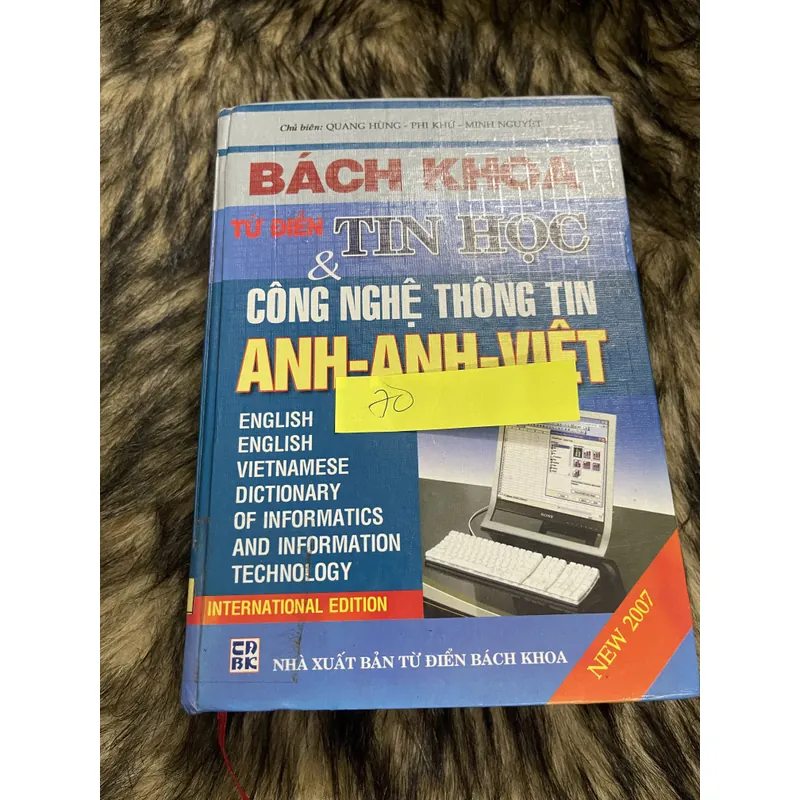 Chủ biên: QUANG HÙNG - PHI KHỨ - MINH NGUYỆT
BÁCH KHOA
TỪ ĐIỂN TIN HỌC
&
CÔNG NGHỆ THÔNG TIN
ANH-ANH-VIỆT
70
ENGLISH
ENGLISH
VIETNAMESE
DICTIONARY
OF INFORMATICS
AND INFORMATION
TECHNOLOGY
SONY
INTERNATIONAL EDITION
NEW 2007
NHÀ XUẤT BẢN TỪ ĐIỂN BÁCH KHOA